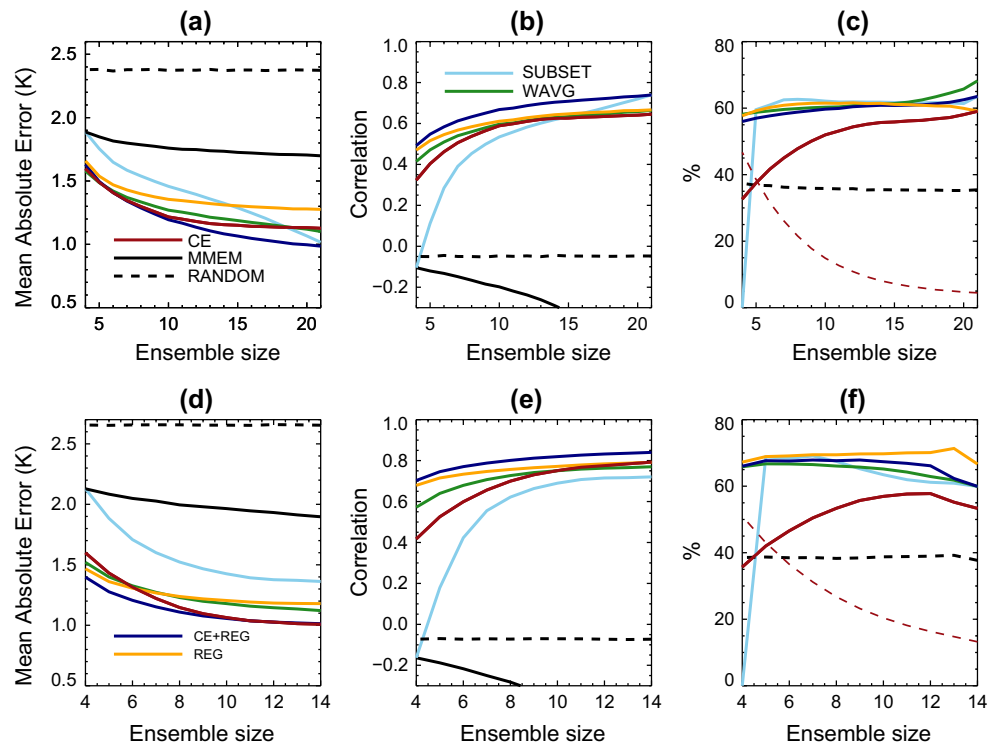 (a)
(b)
(c)
Mean Absolute Error (K)
2.5
2.0
1.5
1.0
0.5
5
10
15
20
Ensemble size
CE
MMEM
RANDOM
Correlation
1.0
0.8
0.6
0.4
0.2
0.0
−0.2
5
10
15
20
Ensemble size
SUBSET
WAVG
%
80
60
40
20
0
5
10
15
20
Ensemble size
(d)
(e)
(f)
Mean Absolute Error (K)
2.5
2.0
1.5
1.0
0.5
4
6
8
10
12
14
Ensemble size
CE+REG
REG
Correlation
1.0
0.8
0.6
0.4
0.2
0.0
−0.2
4
6
8
10
12
14
Ensemble size
%
80
60
40
20
0
4
6
8
10
12
14
Ensemble size